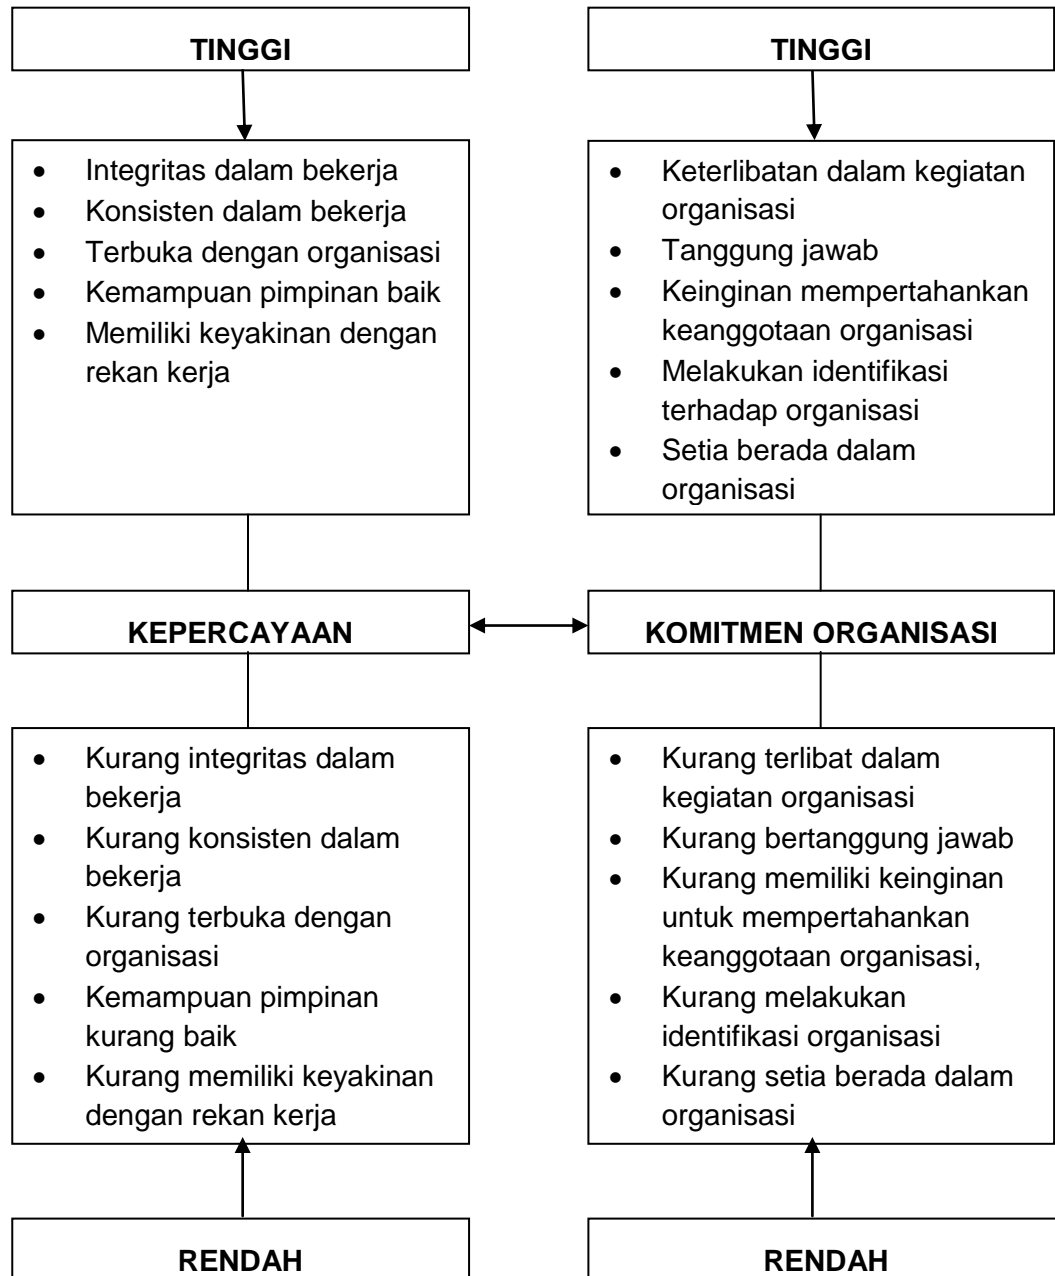 TINGGI
• Integritas dalam bekerja
• Konsisten dalam bekerja
• Terbuka dengan organisasi
• Kemampuan pimpinan baik
• Memiliki keyakinan dengan
rekan kerja
KEPERCAYAAN
• Kurang integritas dalam
bekerja
• Kurang konsisten dalam
bekerja
• Kurang terbuka dengan
organisasi
• Kemampuan pimpinan
kurang baik
• Kurang memiliki keyakinan
dengan rekan kerja
RENDAH
TINGGI
• Keterlibatan dalam kegiatan
organisasi
• Tanggung jawab
• Keinginan mempertahankan
keanggotaan organisasi
• Melakukan identifikasi
terhadap organisasi
• Setia berada dalam
organisasi
KOMITMEN ORGANISASI
• Kurang terlibat dalam
kegiatan organisasi
• Kurang bertanggung jawab
• Kurang memiliki keinginan
untuk mempertahankan
keanggotaan organisasi,
• Kurang melakukan
identifikasi organisasi
• Kurang setia berada dalam
organisasi
RENDAH